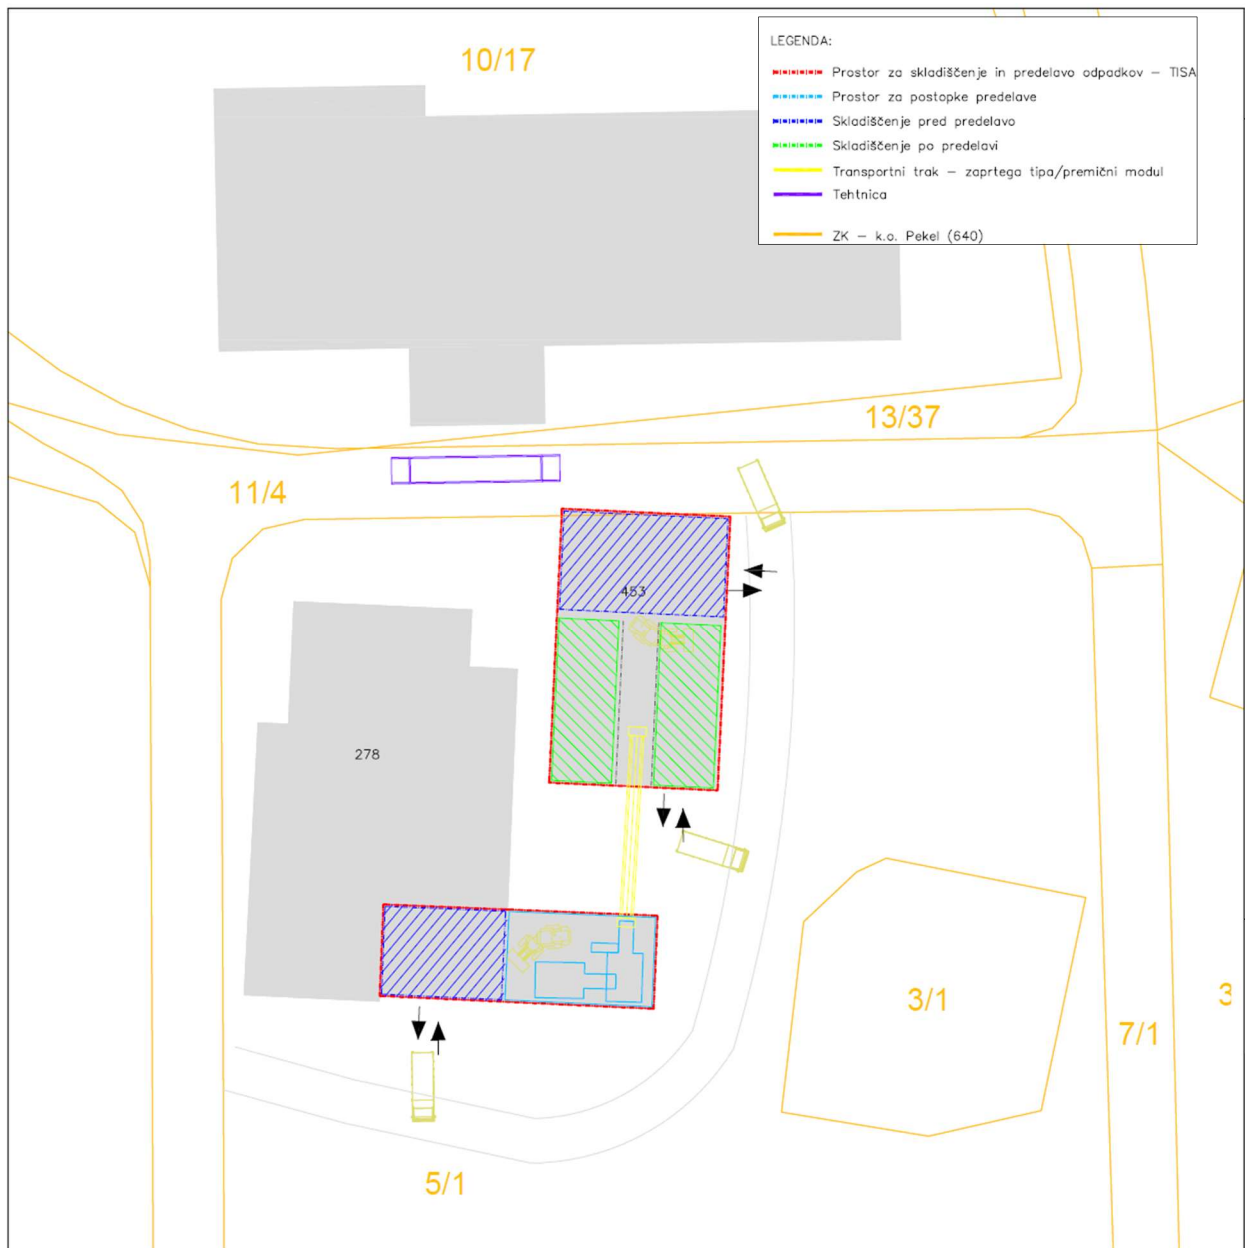 10/17
LEGENDA:
Prostor za skladiščenje in predelavo odpadkov – TISA
Prostor za postopke predelave
Skladiščenje pred predelavo
Skladiščenje po predelavi
Transportni trak – zaprtega tipa/premični modul
Tehtnica
ZK – k.o. Pekel (640)
13/37
11/4
453
278
3/1
3
7/1
5/1